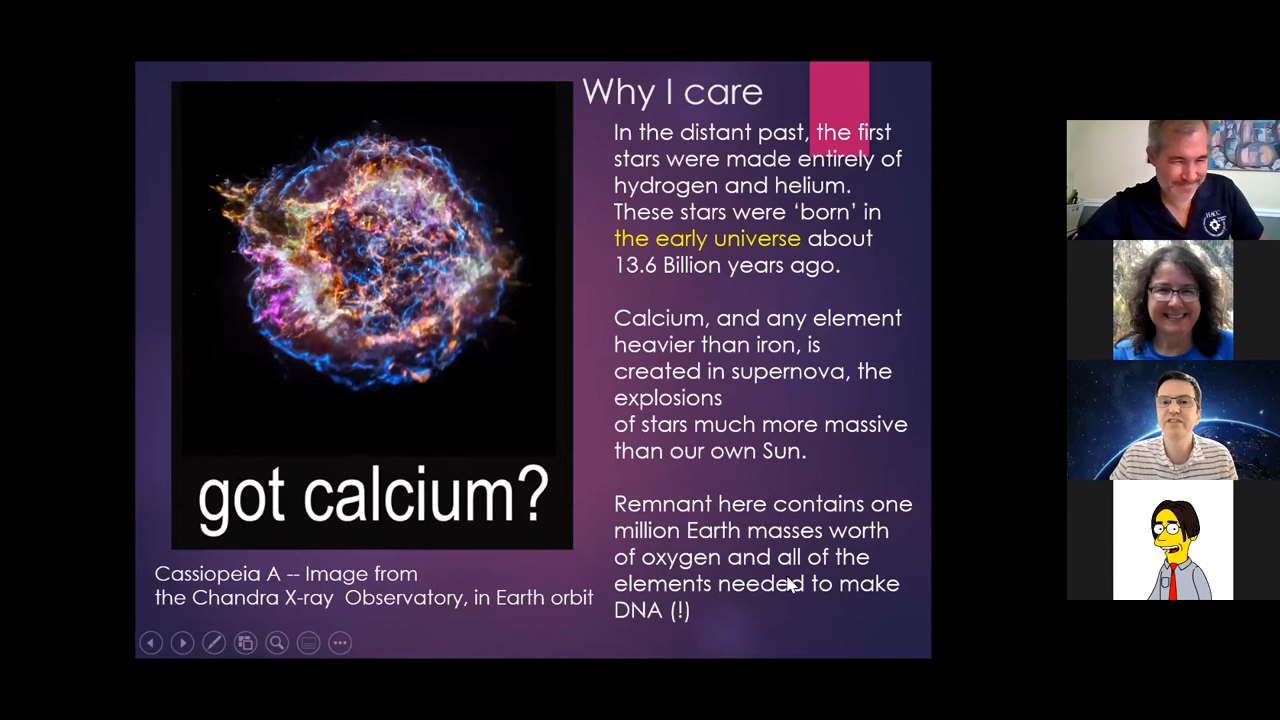 Why I care
In the distant past, the first
stars were made entirely of
hydrogen and helium.
These stars were ‘born’ in
the early universe about
13.6 Billion years ago.
Calcium, and any element
heavier than iron, is
created in supernova, the
explosions
of stars much more massive
than our own Sun.
Remnant here contains one
million Earth masses worth
of oxygen and all of the
elements needed to make
DNA (!)
got calcium?
Cassiopeia A -- Image from
the Chandra X-ray Observatory, in Earth orbit
HACC